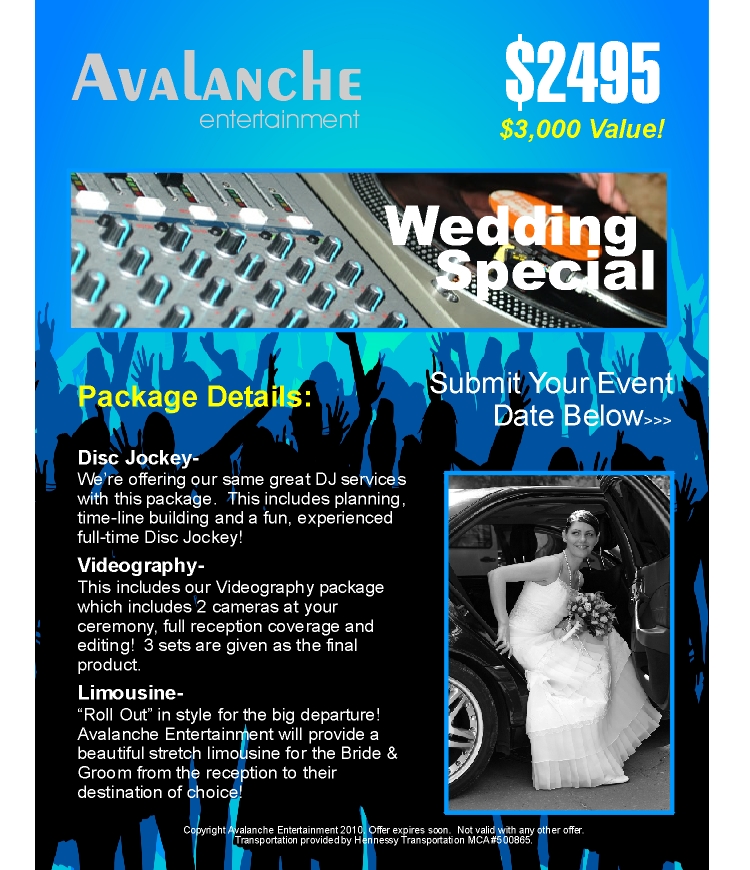 AVALANCHE
entertainment
$2495
$3,000 Value!
Wedding
Special
Package Details:
Submit Your Event
Date Below>>>
Disc Jockey-
We're offering our same great DJ services
with this package.  This includes planning,
time-line building and a fun, experienced
full-time Disc Jockey!
Videography-
This includes our Videography package
which includes 2 cameras at your
ceremony, full reception coverage and
editing!  3 sets are given as the final
product.
Limousine-
“Roll Out” in style for the big departure!
Avalanche Entertainment will provide a
beautiful stretch limousine for the Bride &
Groom from the reception to their
destination of choice!
Copyright Avalanche Entertainment 2010. Offer expires soon.  Not valid with any other offer.
Transportation provided by Hennessy Transportation MCA#500865.